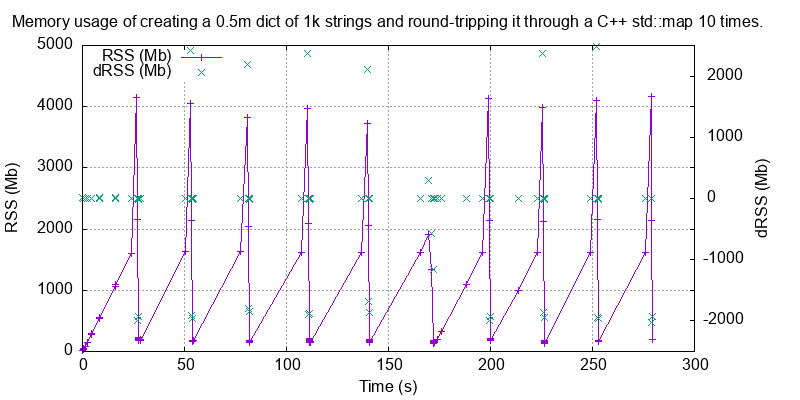 Memory usage of creating a 0.5m dict of 1k strings and round-tripping it through a C++ std::map 10 times.
RSS (Mb)
dRSS (Mb)
5000
4000
3000
2000
1000
0
RSS (Mb)
2000
1000
0
-1000
-2000
dRSS (Mb)
0 50 100 150 200 250 300
Time (s)